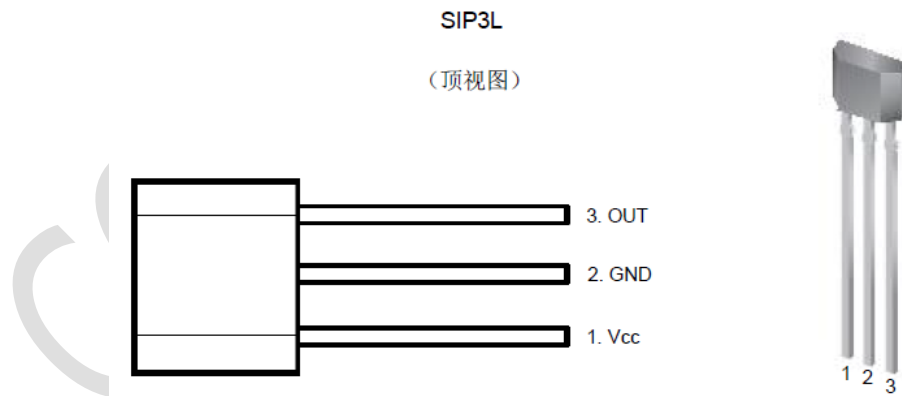 SIP3L
（顶视图）
3. OUT
2. GND
1. Vcc
1 2 3